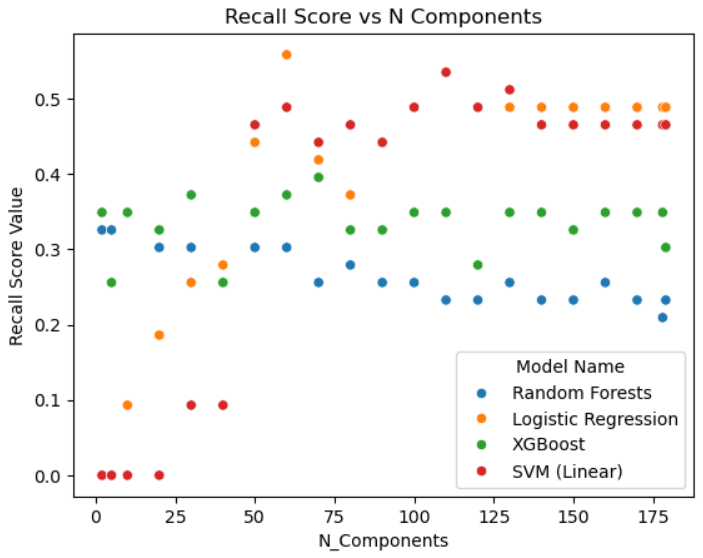 Recall Score vs N Components
Recall Score Value
0.5
0.4
0.3
0.2
0.1
0.0
0 25 50 75 100 125 150 175
N_Components
Model Name
Random Forests
Logistic Regression
XGBoost
SVM (Linear)